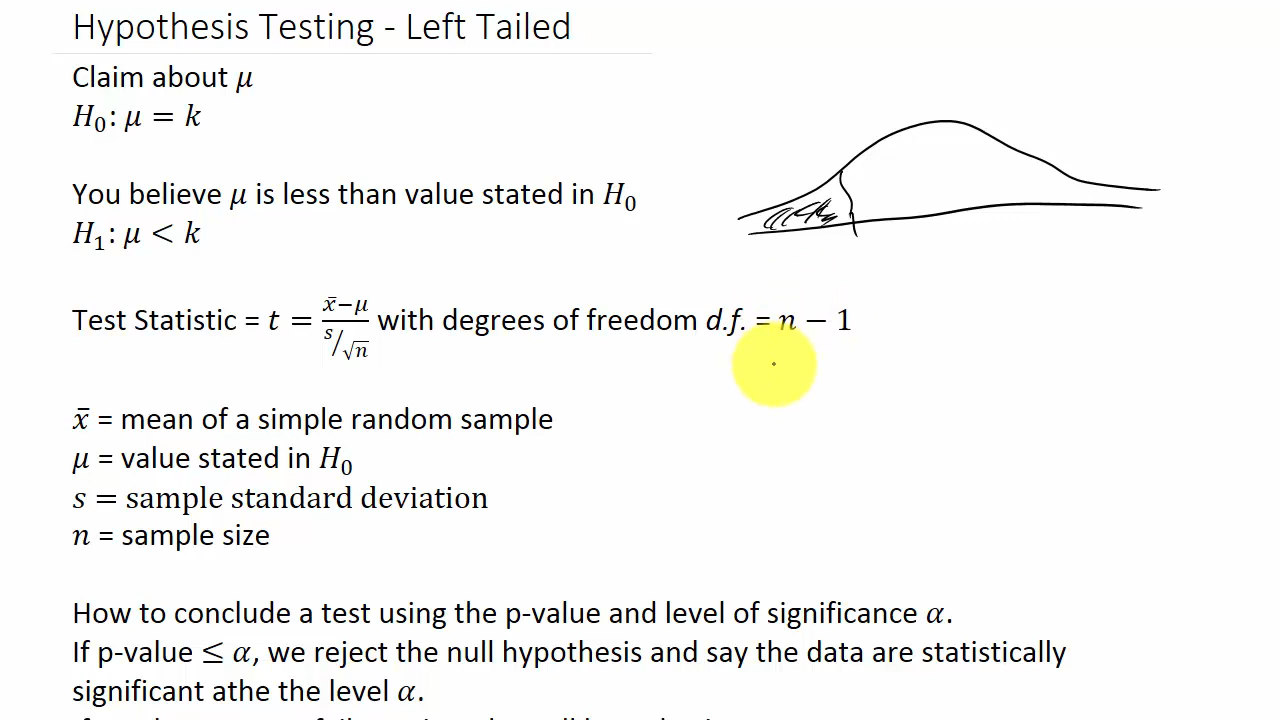 Hypothesis Testing - Left Tailed
Claim about μ
H₀: μ = k
You believe μ is less than value stated in H₀
H₁: μ < k
Test Statistic = t = (x̄−μ)/(s/√n) with degrees of freedom d.f. = n − 1
x̄ = mean of a simple random sample
μ = value stated in H₀
s = sample standard deviation
n = sample size
How to conclude a test using the p-value and level of significance α.
If p-value ≤ α, we reject the null hypothesis and say the data are statistically
significant athe the level α.